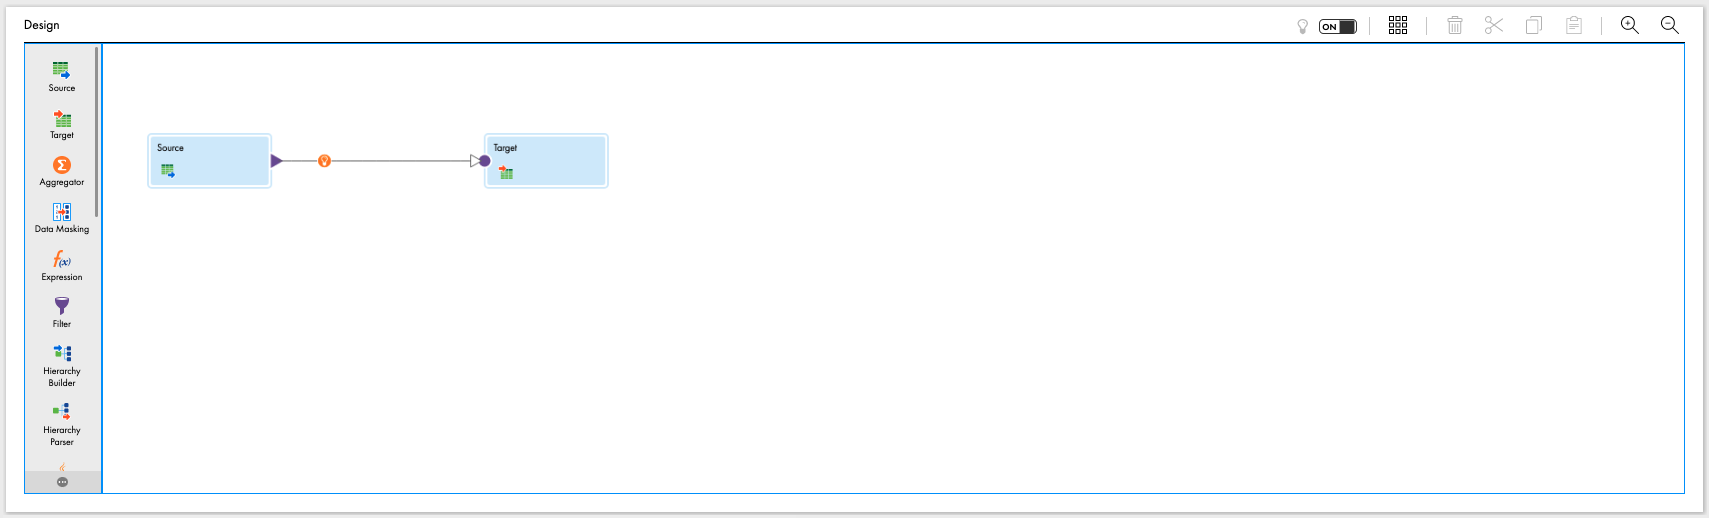 Design
ON
Source
Target
Aggregator
Data Masking
Expression
Filter
Hierarchy
Builder
Hierarchy
Parser
Source
Target